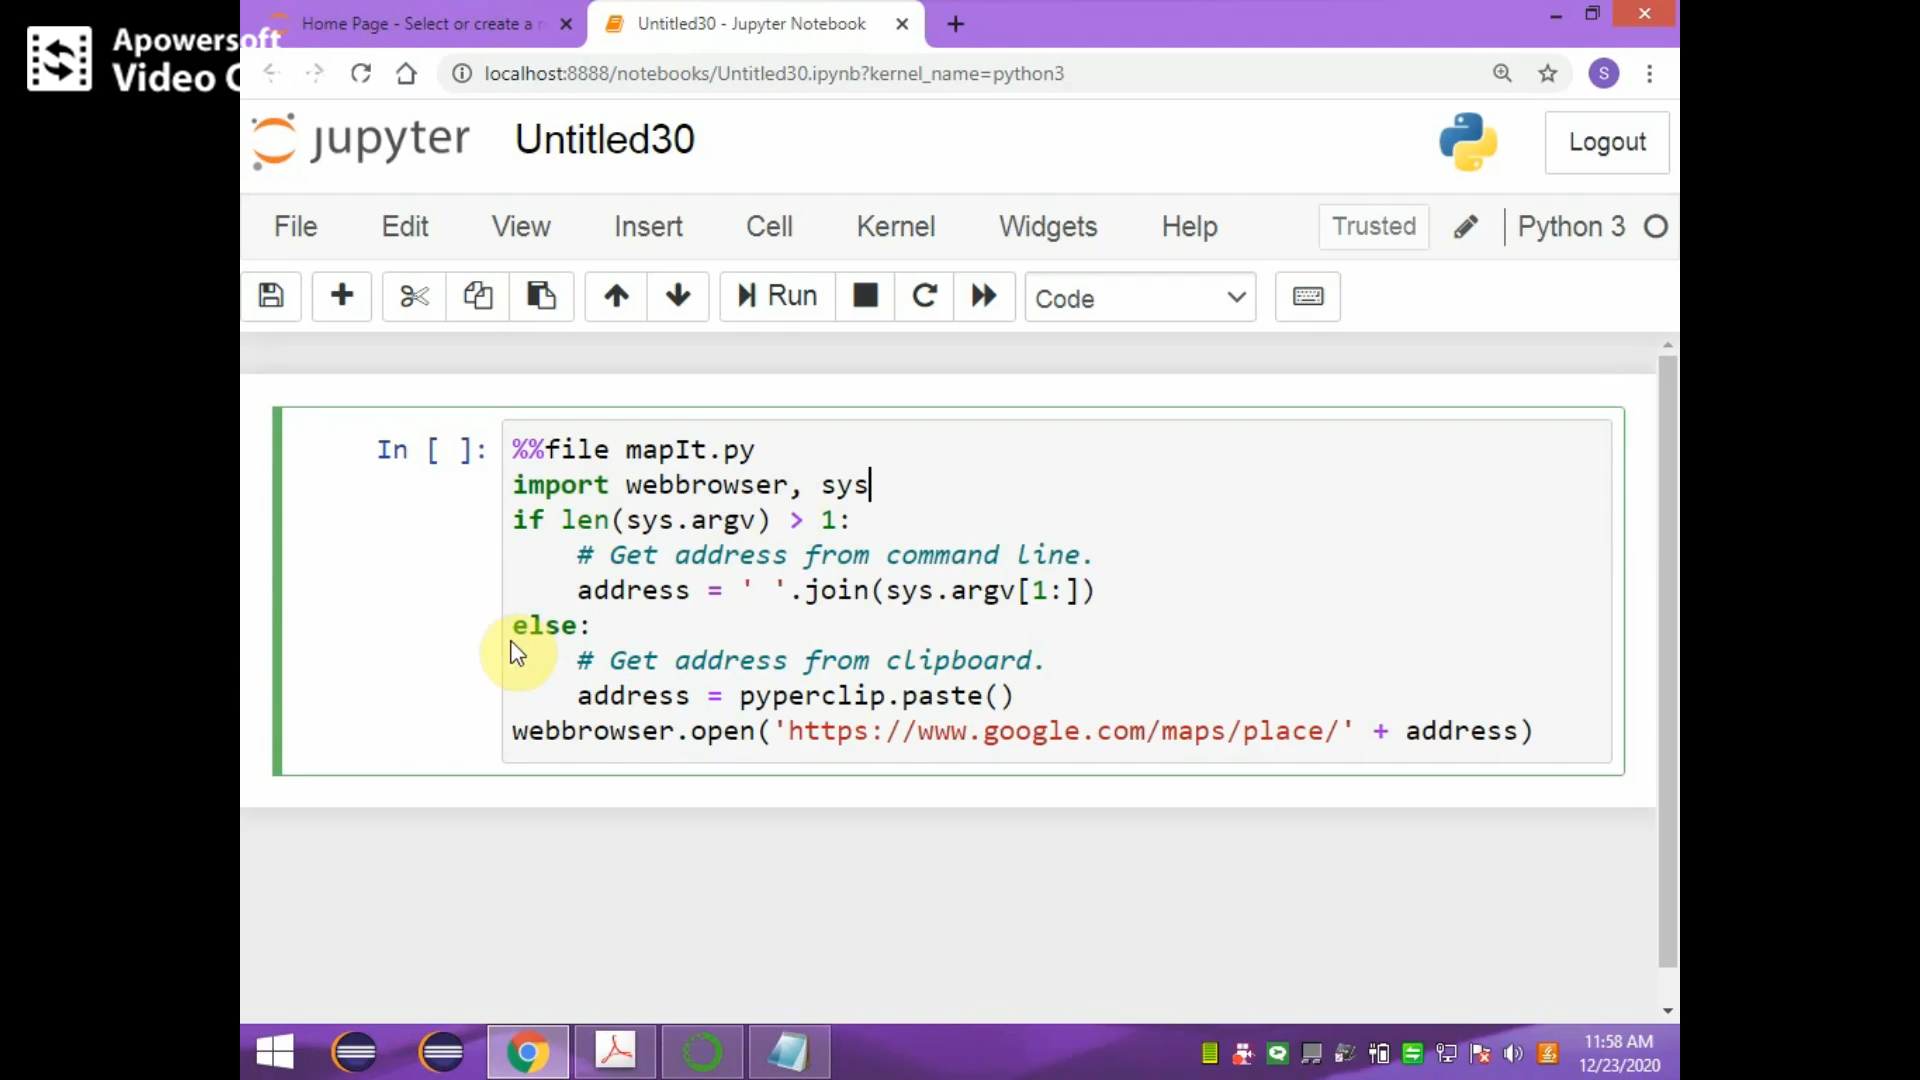 Apowersoft
Video C
Home Page - Select or create a n
Untitled30 - Jupyter Notebook
localhost:8888/notebooks/Untitled30.ipynb?kernel_name=python3
S
jupyter Untitled30
Logout
File Edit View Insert Cell Kernel Widgets Help Trusted Python 3
Run Code
In [ ]:
%%file mapIt.py
import webbrowser, sys
if len(sys.argv) > 1:
# Get address from command line.
address = ' '.join(sys.argv[1:])
else:
# Get address from clipboard.
address = pyperclip.paste()
webbrowser.open('https://www.google.com/maps/place/' + address)
11:58 AM
12/23/2020